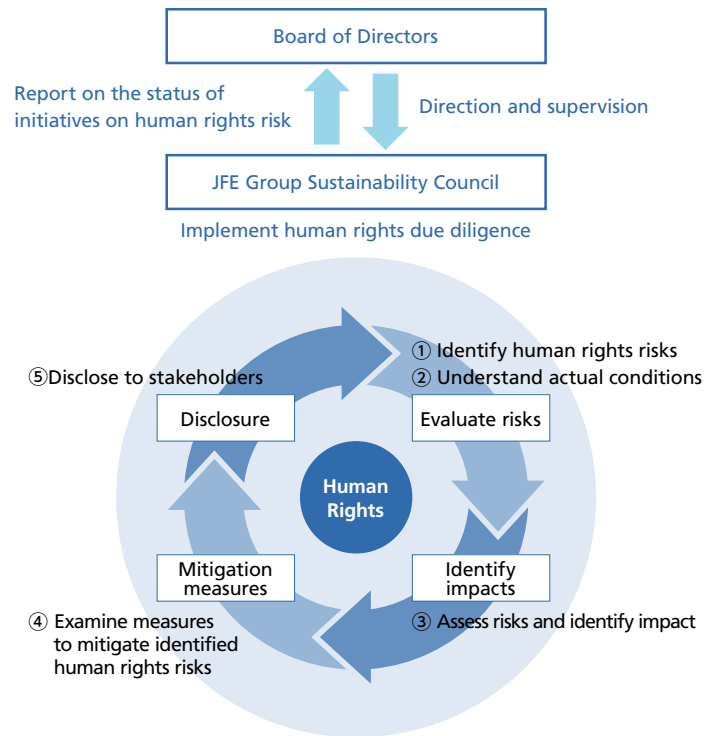 Board of Directors
Report on the status of
initiatives on human rights risk
Direction and supervision
JFE Group Sustainability Council
Implement human rights due diligence
① Identify human rights risks
② Understand actual conditions
⑤Disclose to stakeholders
Disclosure
Evaluate risks
Human
Rights
Mitigation
measures
Identify
impacts
③ Assess risks and identify impact
④ Examine measures
to mitigate identified
human rights risks